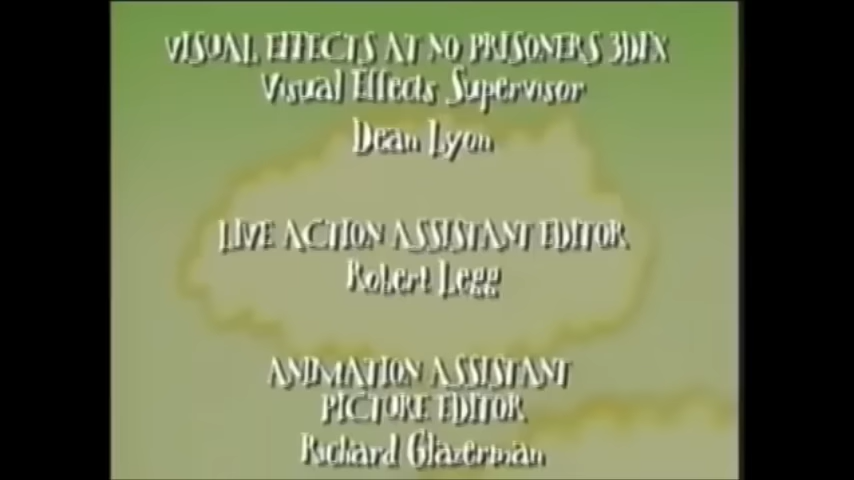 VISUAL EFFECTS AT NO PRISONERS 3DFX
Visual Effects Supervisor
Dean Lyon
LIVE ACTION ASSISTANT EDITOR
Robert Legg
ANIMATION ASSISTANT
PICTURE EDITOR
Richard Glazerman